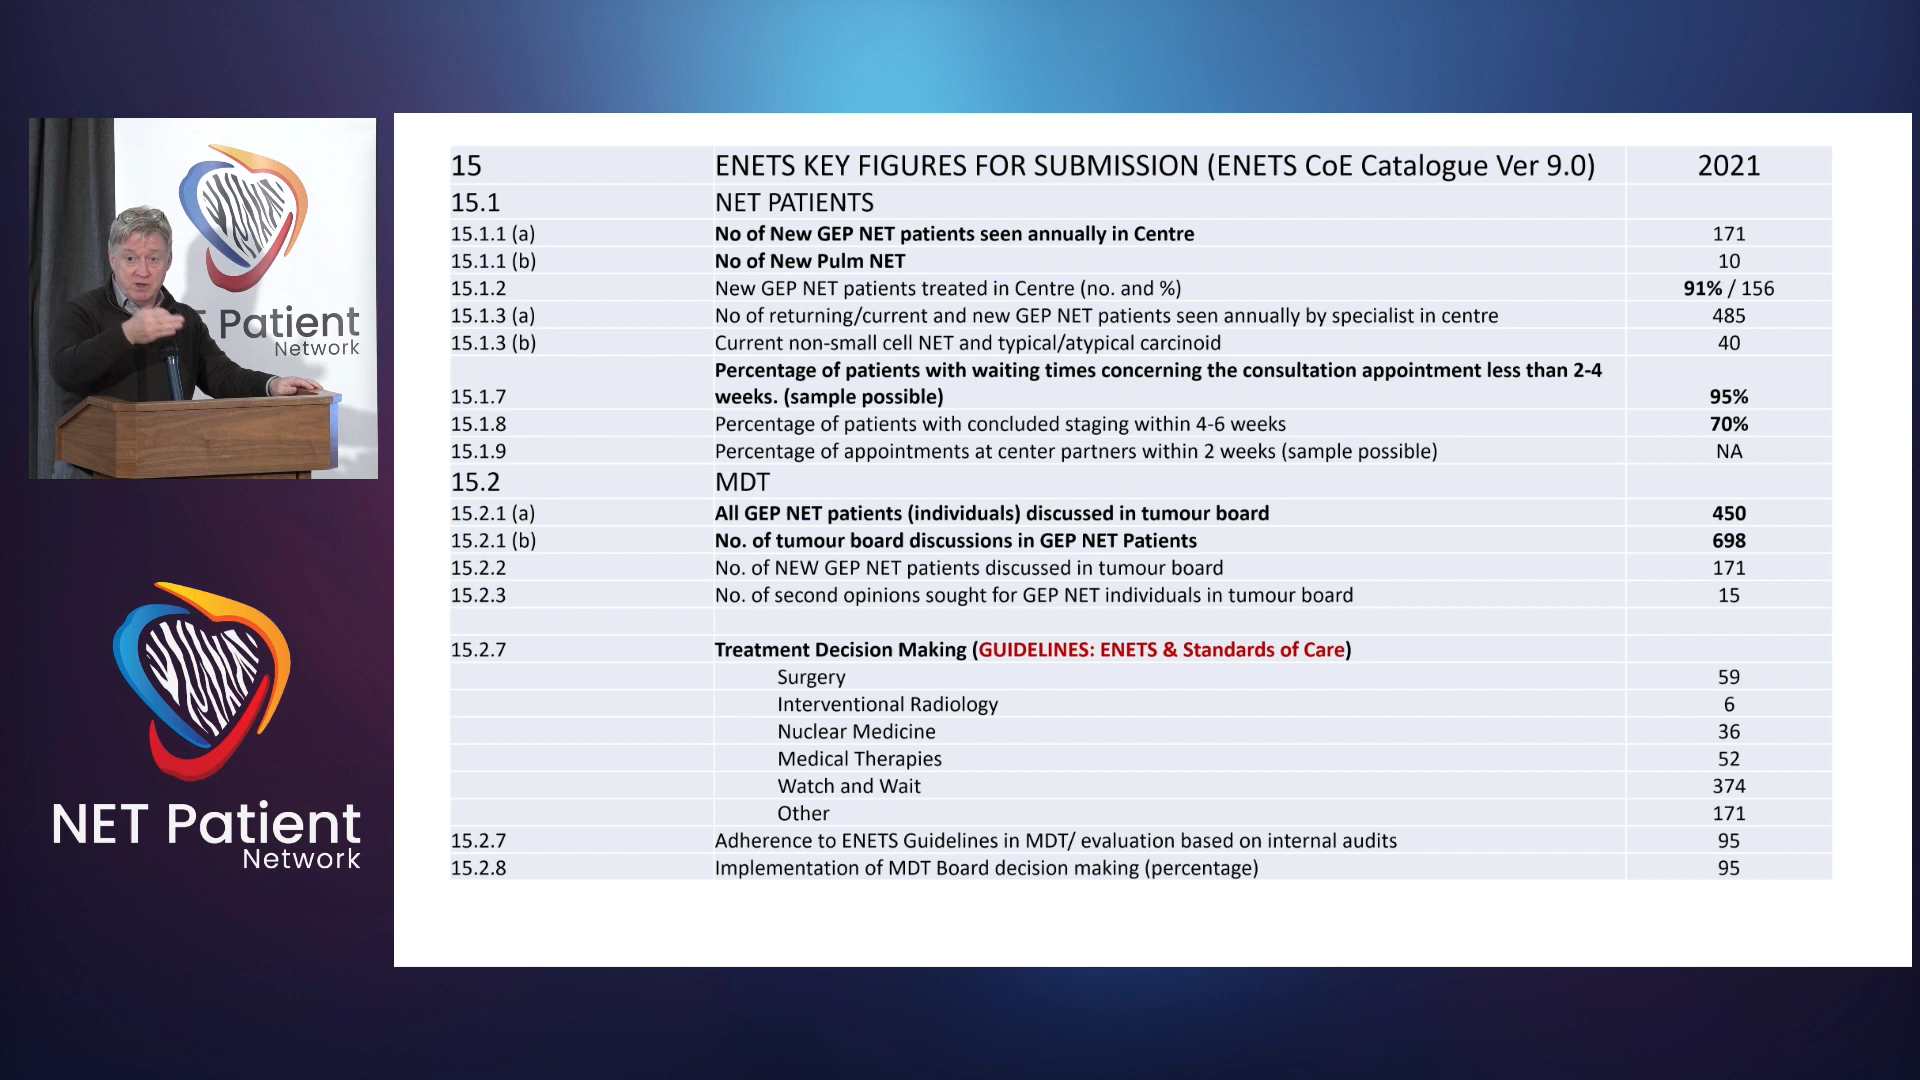 T Patient
Network
NET Patient
Network
15 ENETS KEY FIGURES FOR SUBMISSION (ENETS CoE Catalogue Ver 9.0) 2021
15.1 NET PATIENTS
15.1.1 (a) No of New GEP NET patients seen annually in Centre 171
15.1.1 (b) No of New Pulm NET 10
15.1.2 New GEP NET patients treated in Centre (no. and %) 91% / 156
15.1.3 (a) No of returning/current and new GEP NET patients seen annually by specialist in centre 485
15.1.3 (b) Current non-small cell NET and typical/atypical carcinoid 40
Percentage of patients with waiting times concerning the consultation appointment less than 2-4
15.1.7 weeks. (sample possible) 95%
15.1.8 Percentage of patients with concluded staging within 4-6 weeks 70%
15.1.9 Percentage of appointments at center partners within 2 weeks (sample possible) NA
15.2 MDT
15.2.1 (a) All GEP NET patients (individuals) discussed in tumour board 450
15.2.1 (b) No. of tumour board discussions in GEP NET Patients 698
15.2.2 No. of NEW GEP NET patients discussed in tumour board 171
15.2.3 No. of second opinions sought for GEP NET individuals in tumour board 15
15.2.7 Treatment Decision Making (GUIDELINES: ENETS & Standards of Care)
Surgery 59
Interventional Radiology 6
Nuclear Medicine 36
Medical Therapies 52
Watch and Wait 374
Other 171
15.2.7 Adherence to ENETS Guidelines in MDT/ evaluation based on internal audits 95
15.2.8 Implementation of MDT Board decision making (percentage) 95